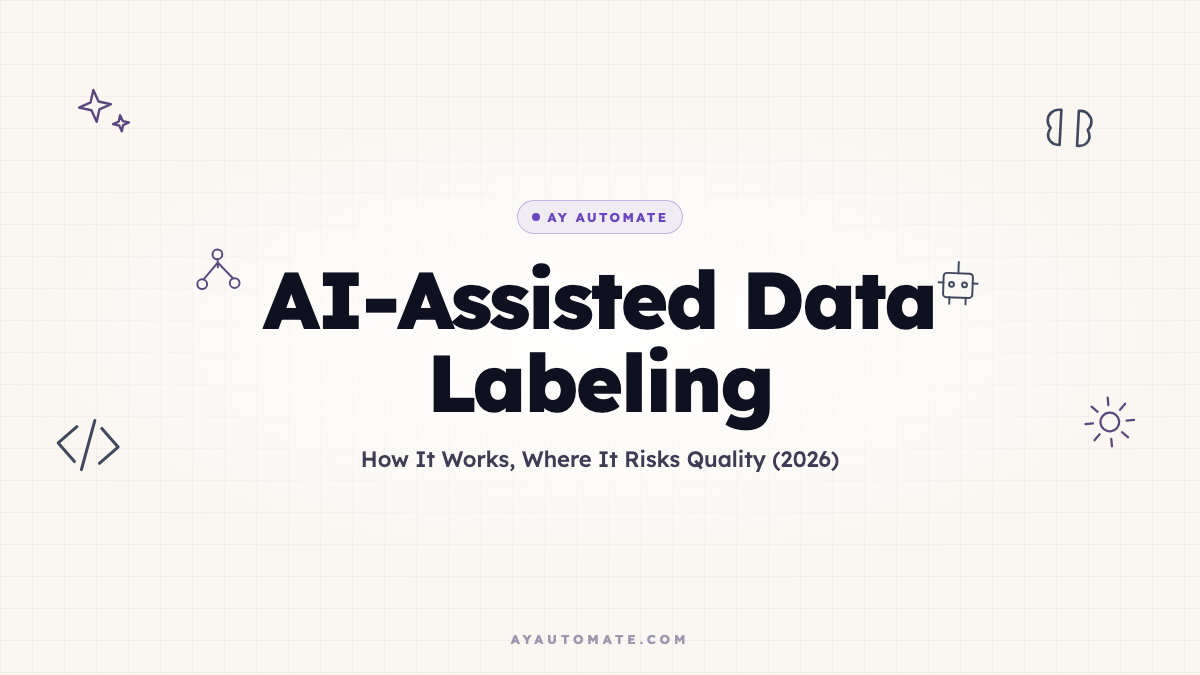 AY AUTOMATE
AI-Assisted Data
Labeling
How It Works, Where It Risks Quality (2026)
AYAUTOMATE.COM